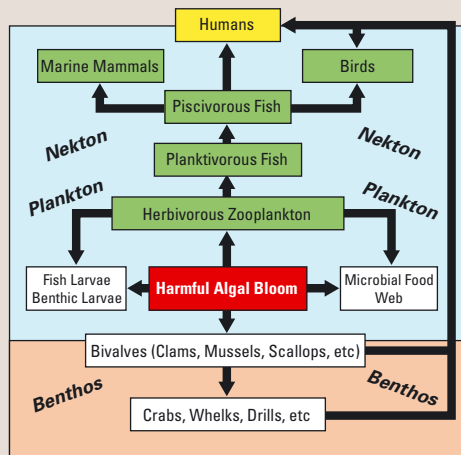 Humans
Marine Mammals
Birds
Piscivorous Fish
Nekton
Nekton
Planktivorous Fish
Plankton
Plankton
Herbivorous Zooplankton
Fish Larvae
Benthic Larvae
Harmful Algal Bloom
Microbial Food
Web
Bivalves (Clams, Mussels, Scallops, etc)
Benthos
Benthos
Crabs, Whelks, Drills, etc